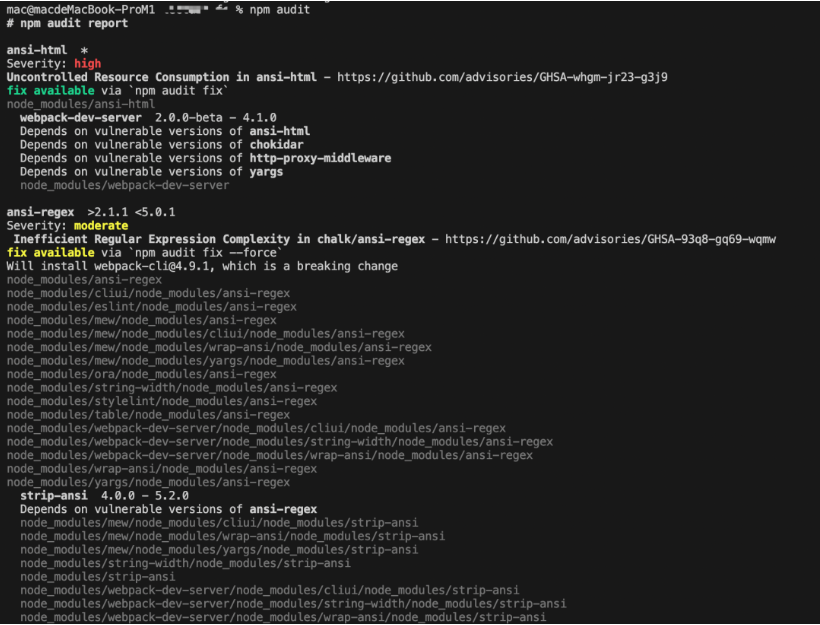 mac@macdeMacBook-ProM1 % npm audit
# npm audit report
ansi-html  *
Severity: high
Uncontrolled Resource Consumption in ansi-html - https://github.com/advisories/GHSA-whgm-jr23-g3j9
fix available via `npm audit fix`
node_modules/ansi-html
  webpack-dev-server  2.0.0-beta - 4.1.0
  Depends on vulnerable versions of ansi-html
  Depends on vulnerable versions of chokidar
  Depends on vulnerable versions of http-proxy-middleware
  Depends on vulnerable versions of yargs
  node_modules/webpack-dev-server
ansi-regex  >2.1.1 <5.0.1
Severity: moderate
 Inefficient Regular Expression Complexity in chalk/ansi-regex - https://github.com/advisories/GHSA-93q8-gq69-wqmw
fix available via `npm audit fix --force`
Will install webpack-cli@4.9.1, which is a breaking change
node_modules/ansi-regex
node_modules/cliui/node_modules/ansi-regex
node_modules/eslint/node_modules/ansi-regex
node_modules/mew/node_modules/ansi-regex
node_modules/mew/node_modules/cliui/node_modules/ansi-regex
node_modules/mew/node_modules/wrap-ansi/node_modules/ansi-regex
node_modules/mew/node_modules/yargs/node_modules/ansi-regex
node_modules/ora/node_modules/ansi-regex
node_modules/string-width/node_modules/ansi-regex
node_modules/stylelint/node_modules/ansi-regex
node_modules/table/node_modules/ansi-regex
node_modules/webpack-dev-server/node_modules/cliui/node_modules/ansi-regex
node_modules/webpack-dev-server/node_modules/string-width/node_modules/ansi-regex
node_modules/webpack-dev-server/node_modules/wrap-ansi/node_modules/ansi-regex
node_modules/wrap-ansi/node_modules/ansi-regex
node_modules/yargs/node_modules/ansi-regex
  strip-ansi  4.0.0 - 5.2.0
  Depends on vulnerable versions of ansi-regex
  node_modules/mew/node_modules/cliui/node_modules/strip-ansi
  node_modules/mew/node_modules/wrap-ansi/node_modules/strip-ansi
  node_modules/mew/node_modules/yargs/node_modules/strip-ansi
  node_modules/string-width/node_modules/strip-ansi
  node_modules/strip-ansi
  node_modules/webpack-dev-server/node_modules/cliui/node_modules/strip-ansi
  node_modules/webpack-dev-server/node_modules/string-width/node_modules/strip-ansi
  node_modules/webpack-dev-server/node_modules/wrap-ansi/node_modules/strip-ansi